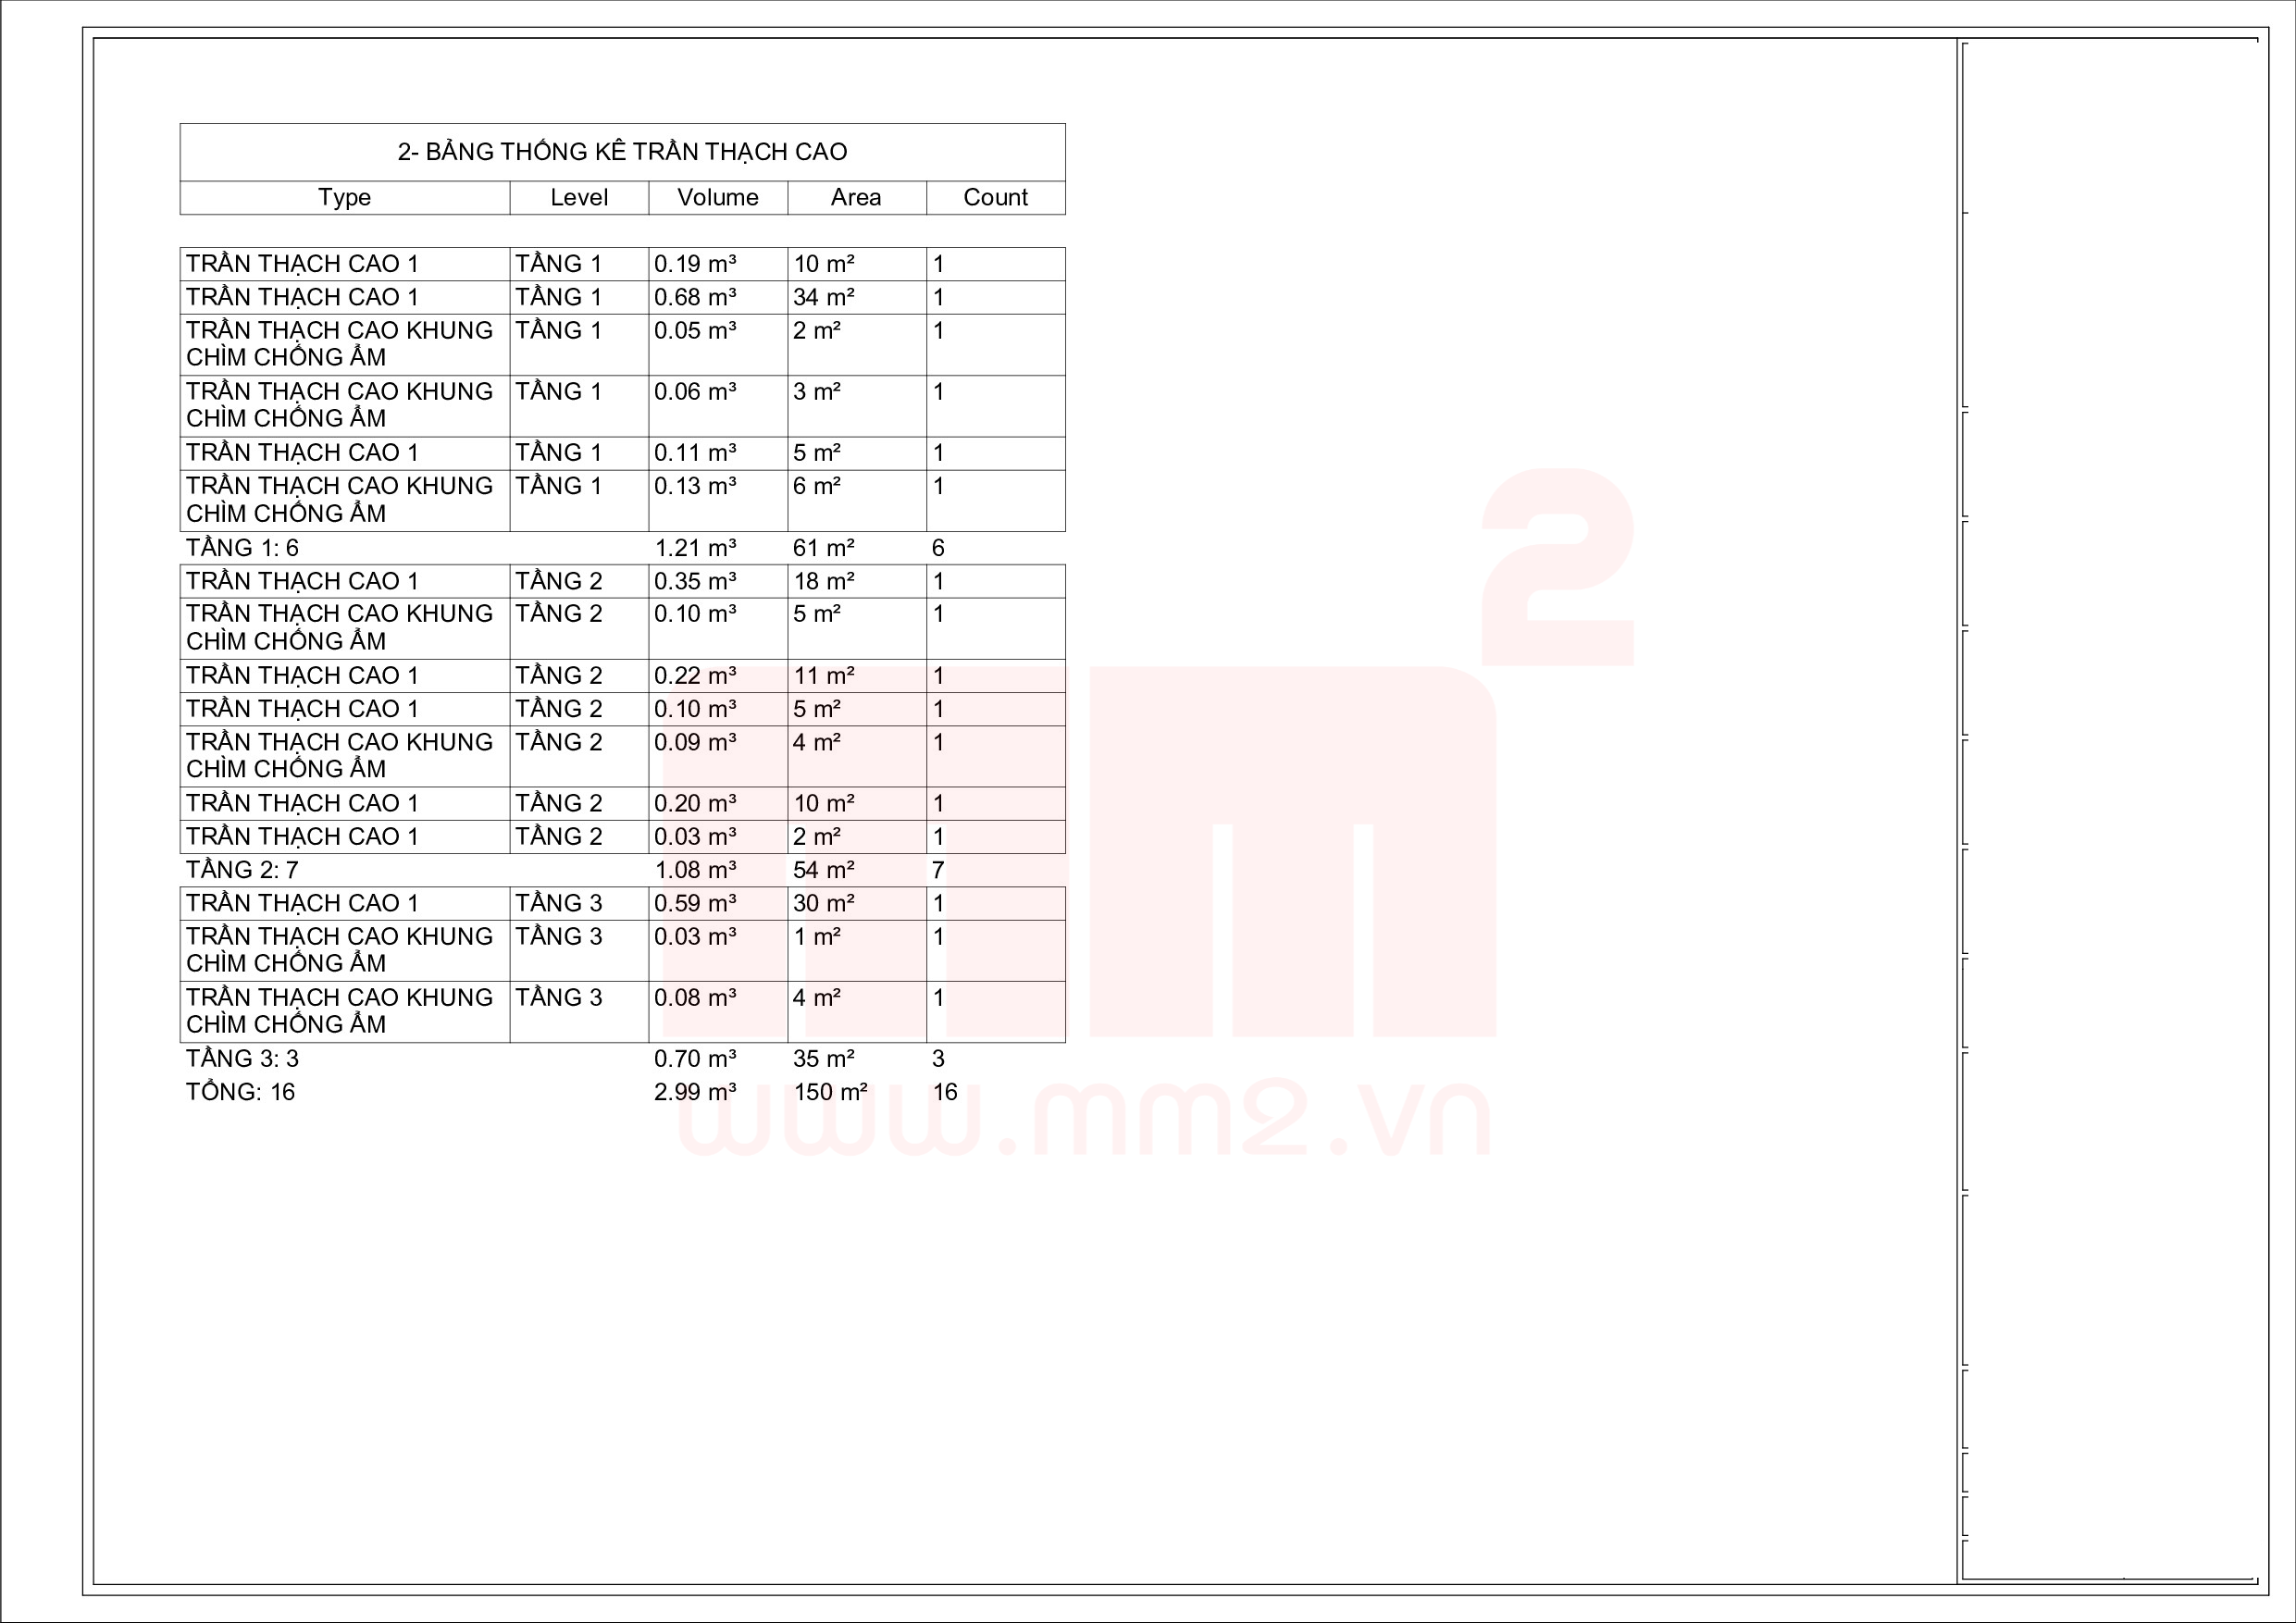 2- BẢNG THỐNG KÊ TRẦN THẠCH CAO
Type Level Volume Area Count
TRẦN THẠCH CAO 1 TẦNG 1 0.19 m³ 10 m² 1
TRẦN THẠCH CAO 1 TẦNG 1 0.68 m³ 34 m² 1
TRẦN THẠCH CAO KHUNG TẦNG 1 0.05 m³ 2 m² 1
CHÌM CHỐNG ẨM
TRẦN THẠCH CAO KHUNG TẦNG 1 0.06 m³ 3 m² 1
CHÌM CHỐNG ẨM
TRẦN THẠCH CAO 1 TẦNG 1 0.11 m³ 5 m² 1
TRẦN THẠCH CAO KHUNG TẦNG 1 0.13 m³ 6 m² 1
CHÌM CHỐNG ẨM
TẦNG 1: 6 1.21 m³ 61 m² 6
TRẦN THẠCH CAO 1 TẦNG 2 0.35 m³ 18 m² 1
TRẦN THẠCH CAO KHUNG TẦNG 2 0.10 m³ 5 m² 1
CHÌM CHỐNG ẨM
TRẦN THẠCH CAO 1 TẦNG 2 0.22 m³ 11 m² 1
TRẦN THẠCH CAO 1 TẦNG 2 0.10 m³ 5 m² 1
TRẦN THẠCH CAO KHUNG TẦNG 2 0.09 m³ 4 m² 1
CHÌM CHỐNG ẨM
TRẦN THẠCH CAO 1 TẦNG 2 0.20 m³ 10 m² 1
TRẦN THẠCH CAO 1 TẦNG 2 0.03 m³ 2 m² 1
TẦNG 2: 7 1.08 m³ 54 m² 7
TRẦN THẠCH CAO 1 TẦNG 3 0.59 m³ 30 m² 1
TRẦN THẠCH CAO KHUNG TẦNG 3 0.03 m³ 1 m² 1
CHÌM CHỐNG ẨM
TRẦN THẠCH CAO KHUNG TẦNG 3 0.08 m³ 4 m² 1
CHÌM CHỐNG ẨM
TẦNG 3: 3 0.70 m³ 35 m² 3
TỔNG: 16 2.99 m³ 150 m² 16
mm²
www.mm2.vn